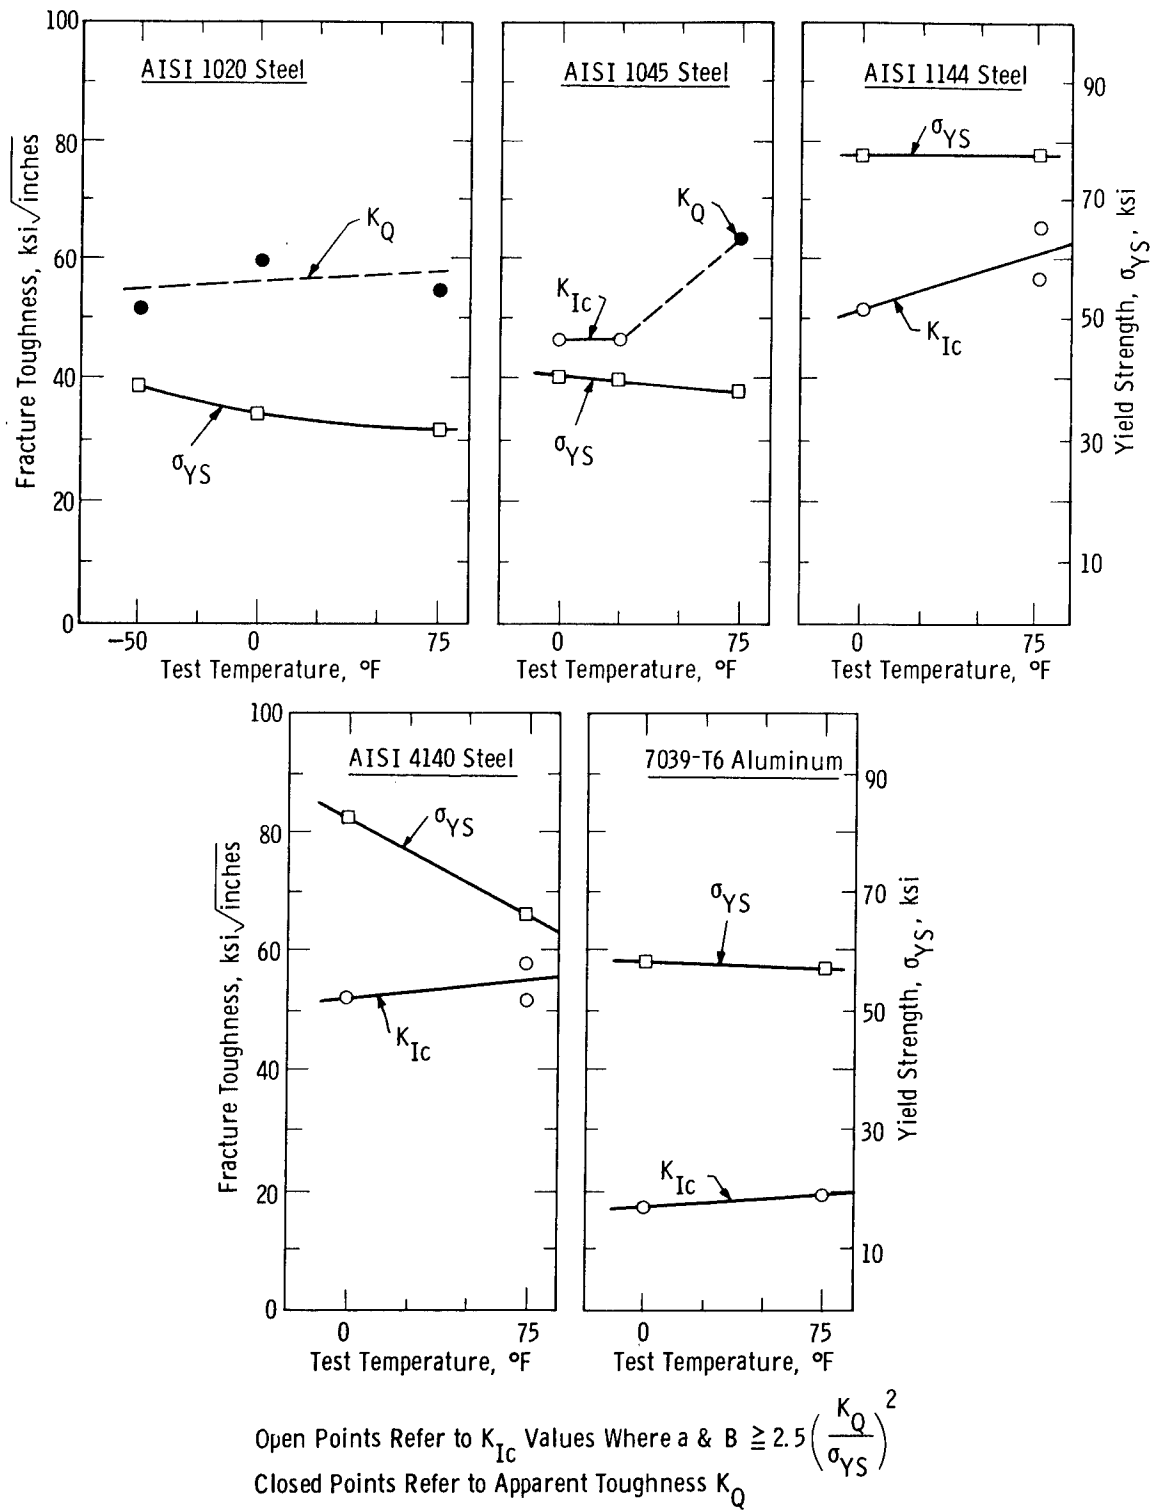 AISI 1020 Steel
100
80
60
40
20
0
Fracture Toughness, ksi√inches
K_Q
σ_YS
-50
0
75
Test Temperature, °F
AISI 1045 Steel
K_Q
K_Ic
σ_YS
0
75
Test Temperature, °F
AISI 1144 Steel
σ_YS
K_Ic
90
70
50
30
10
Yield Strength, σ_YS, ksi
0
75
Test Temperature, °F
AISI 4140 Steel
100
80
60
40
20
0
Fracture Toughness, ksi√inches
σ_YS
K_Ic
0
75
Test Temperature, °F
7039-T6 Aluminum
σ_YS
K_Ic
90
70
50
30
10
Yield Strength, σ_YS, ksi
0
75
Test Temperature, °F
Open Points Refer to K_Ic Values Where a & B ≧ 2.5 (K_Q/σ_YS)²
Closed Points Refer to Apparent Toughness K_Q